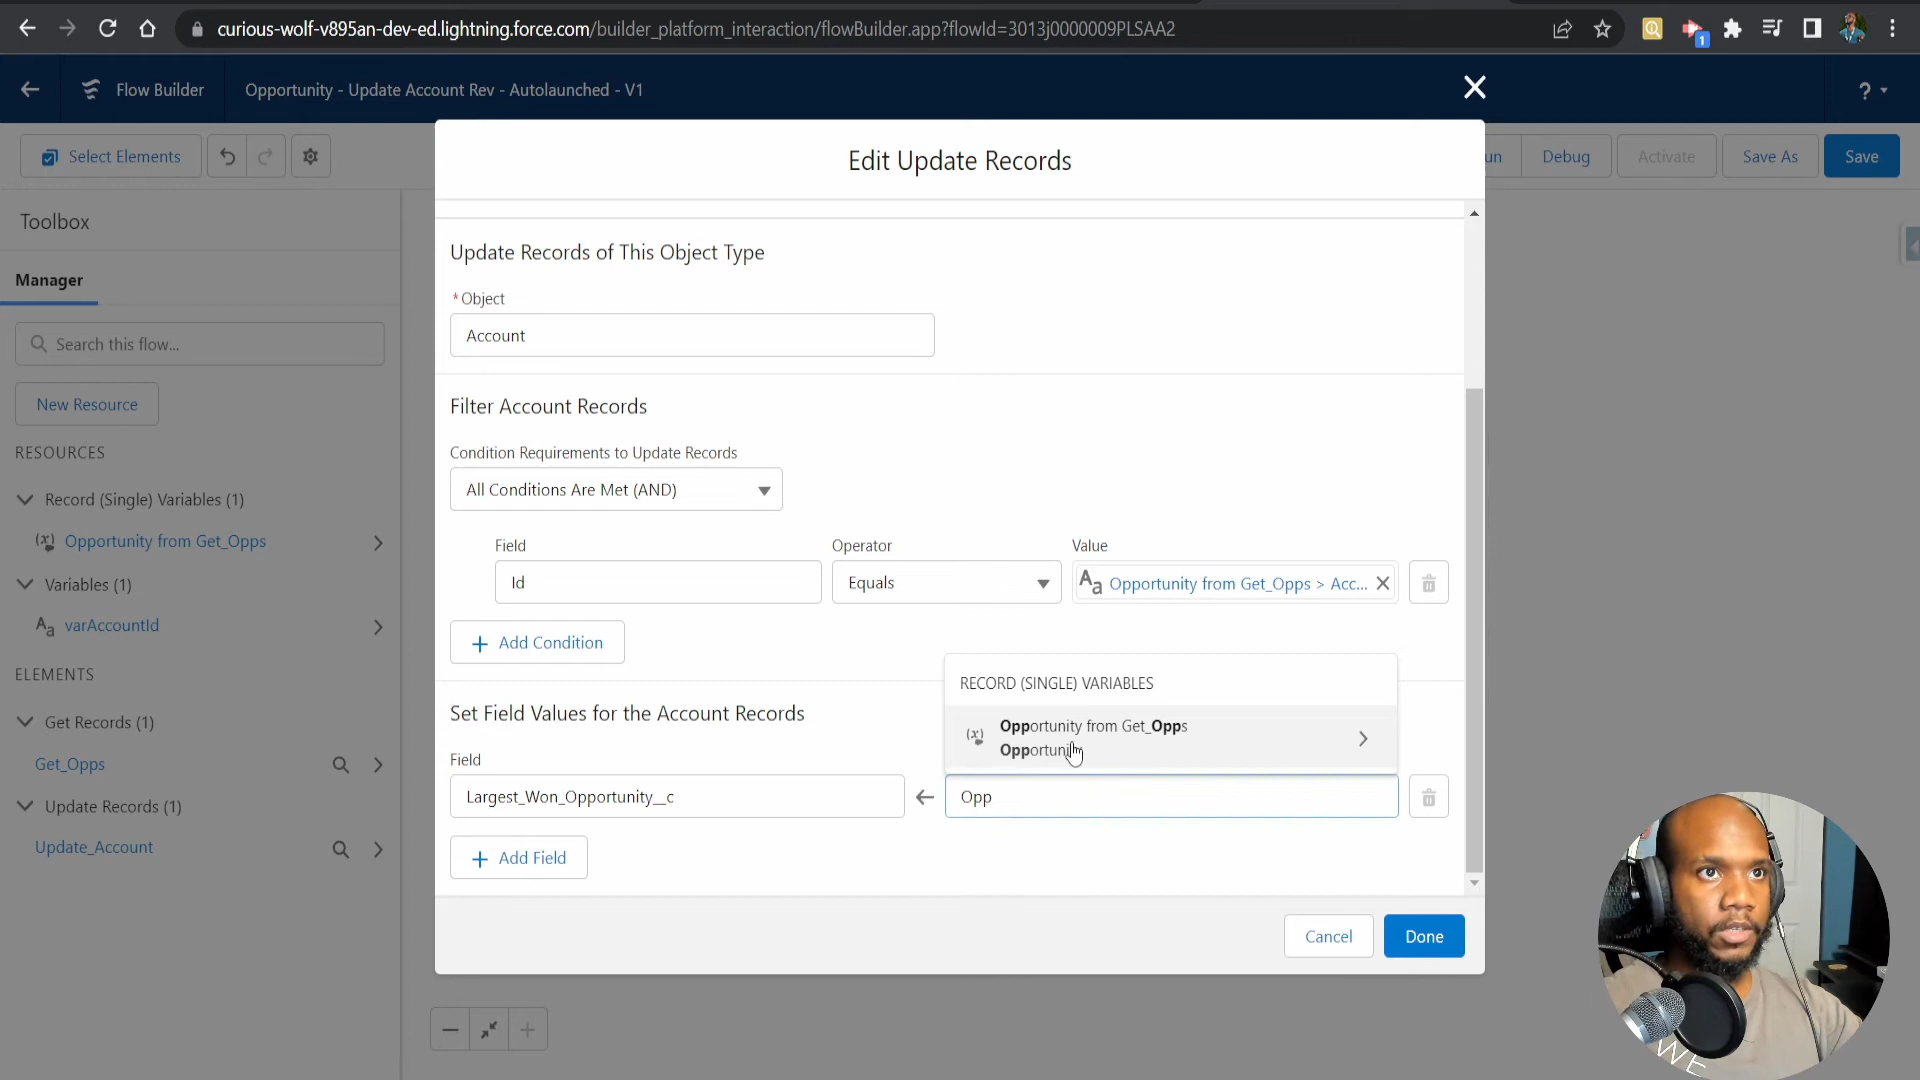 curious-wolf-v895an-dev-ed.lightning.force.com/builder_platform_interaction/flowBuilder.app?flowId=3013j0000009PLSAA2
1
Flow Builder
Opportunity - Update Account Rev - Autolaunched - V1
?
Select Elements
un
Debug
Activate
Save As
Save
Edit Update Records
Toolbox
Manager
Search this flow...
New Resource
RESOURCES
Record (Single) Variables (1)
Opportunity from Get_Opps
Variables (1)
varAccountId
ELEMENTS
Get Records (1)
Get_Opps
Update Records (1)
Update_Account
Update Records of This Object Type
* Object
Account
Filter Account Records
Condition Requirements to Update Records
All Conditions Are Met (AND)
Field
Operator
Value
Id
Equals
Opportunity from Get_Opps > Acc...
+ Add Condition
Set Field Values for the Account Records
RECORD (SINGLE) VARIABLES
Opportunity from Get_Opps
Field
Largest_Won_Opportunity__c
Opp
+ Add Field
Cancel
Done
WE